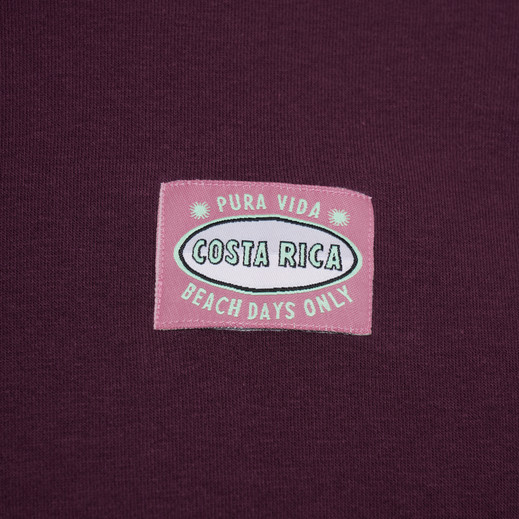 PURA VIDA
COSTA RICA
BEACH DAYS ONLY